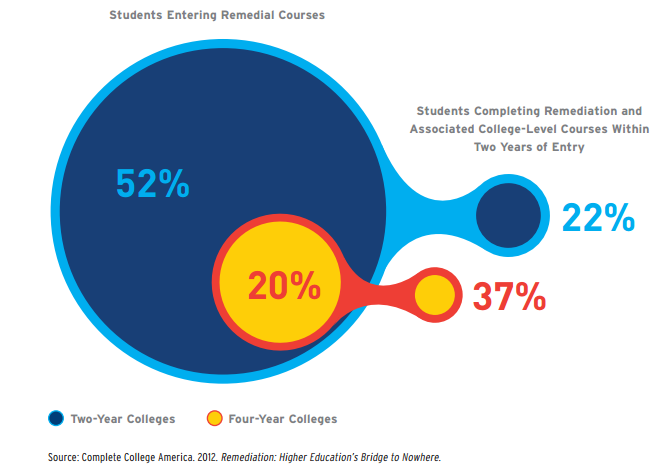 Students Entering Remedial Courses
Students Completing Remediation and
Associated College-Level Courses Within
Two Years of Entry
52%
22%
20%
37%
Two-Year Colleges
Four-Year Colleges
Source: Complete College America. 2012. Remediation: Higher Education's Bridge to Nowhere.